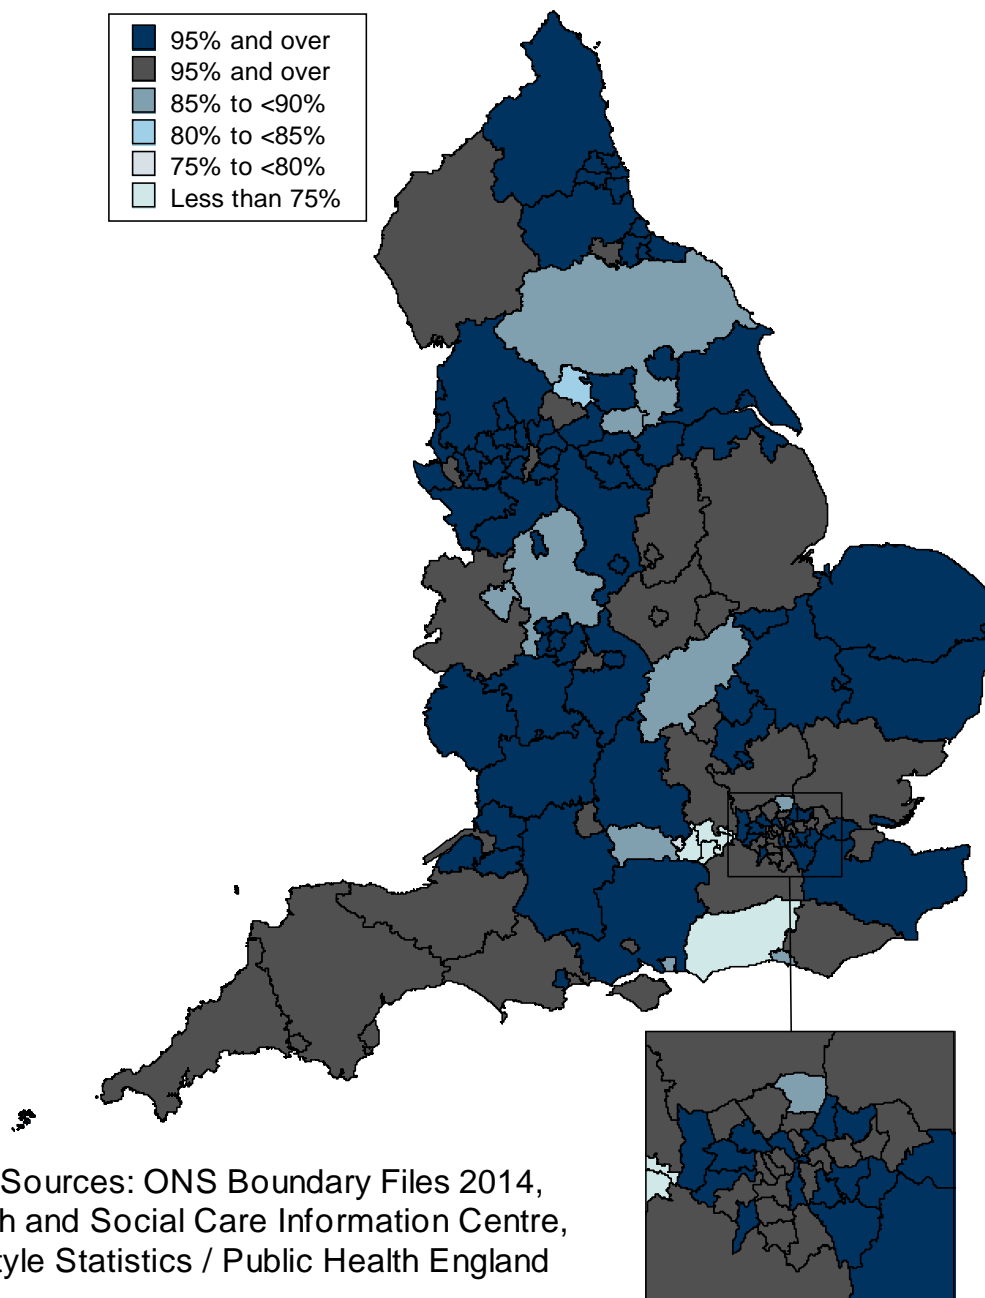 95% and over
95% and over
85% to <90%
80% to <85%
75% to <80%
Less than 75%
Sources: ONS Boundary Files 2014,
h and Social Care Information Centre,
tyle Statistics / Public Health England